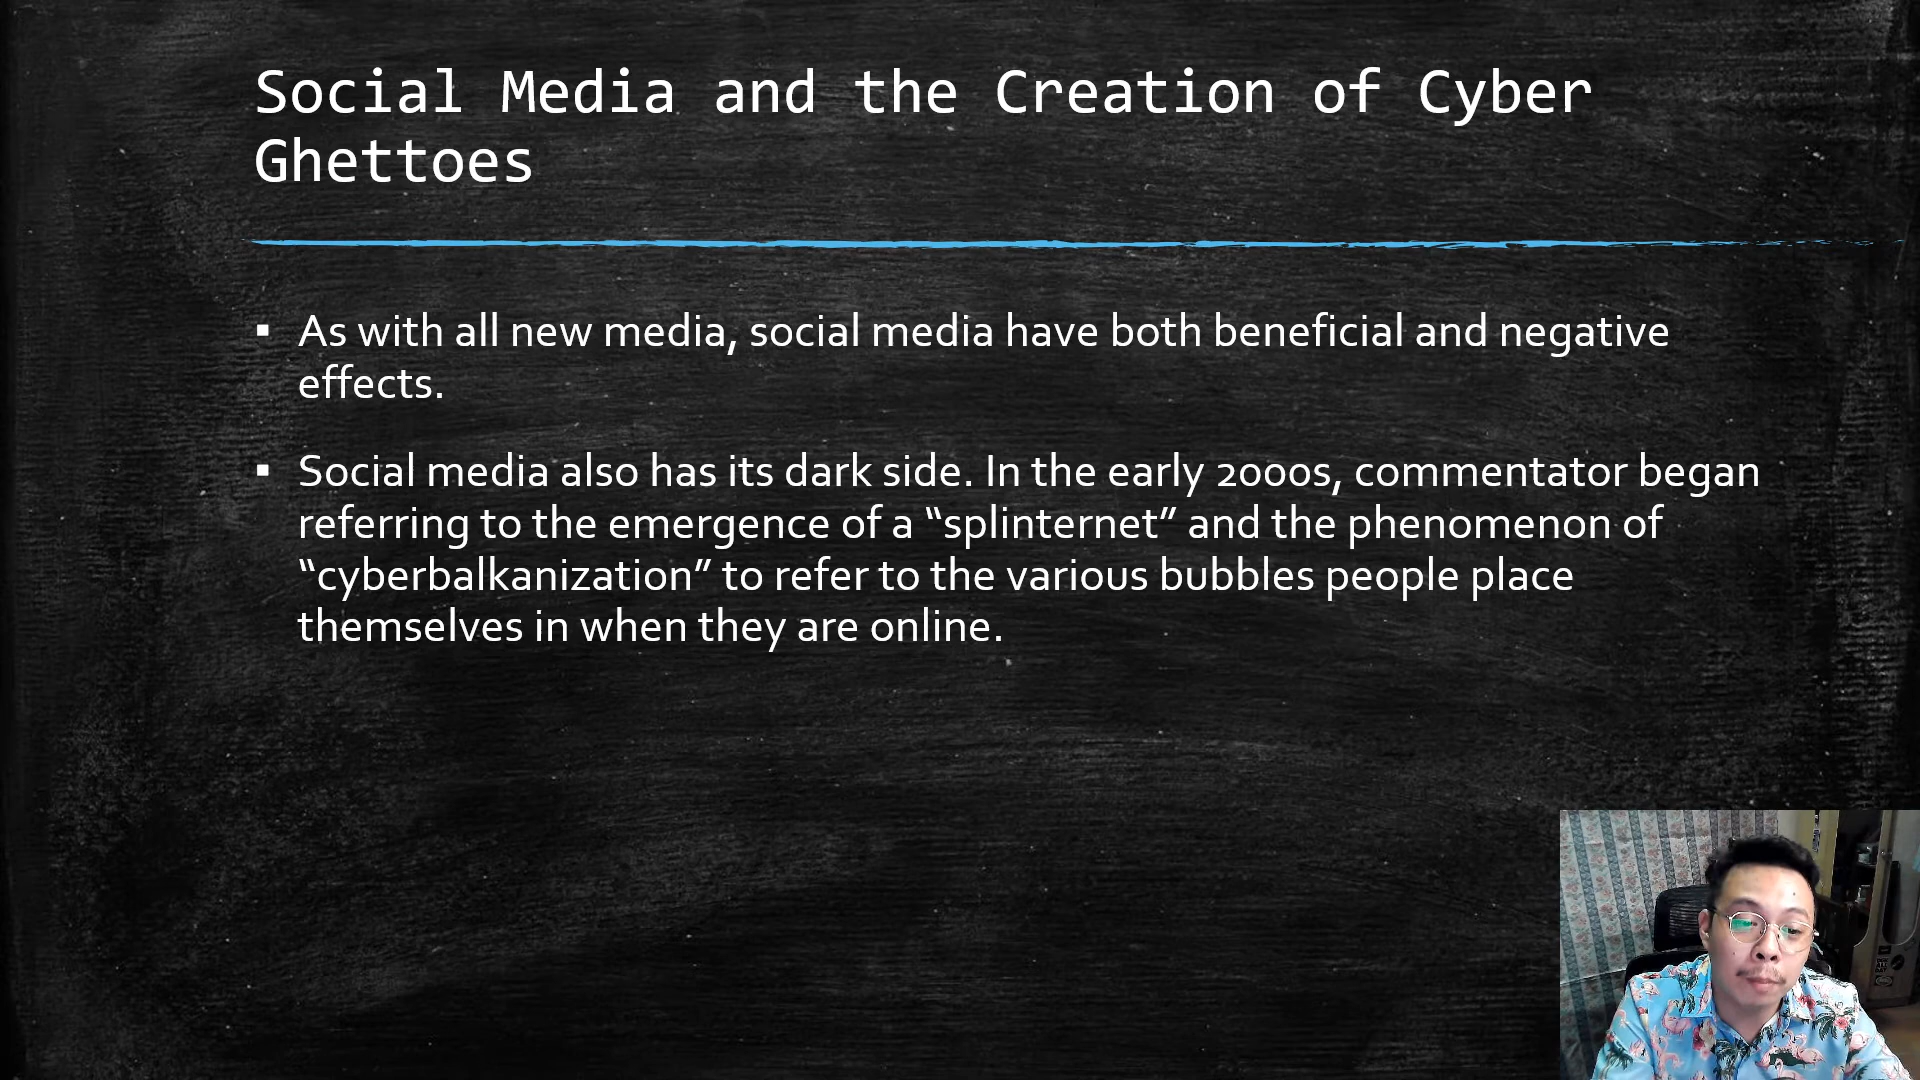 Social Media and the Creation of Cyber
Ghettoes
▪ As with all new media, social media have both beneficial and negative
effects.
▪ Social media also has its dark side. In the early 2000s, commentator began
referring to the emergence of a “splinternet” and the phenomenon of
“cyberbalkanization” to refer to the various bubbles people place
themselves in when they are online.